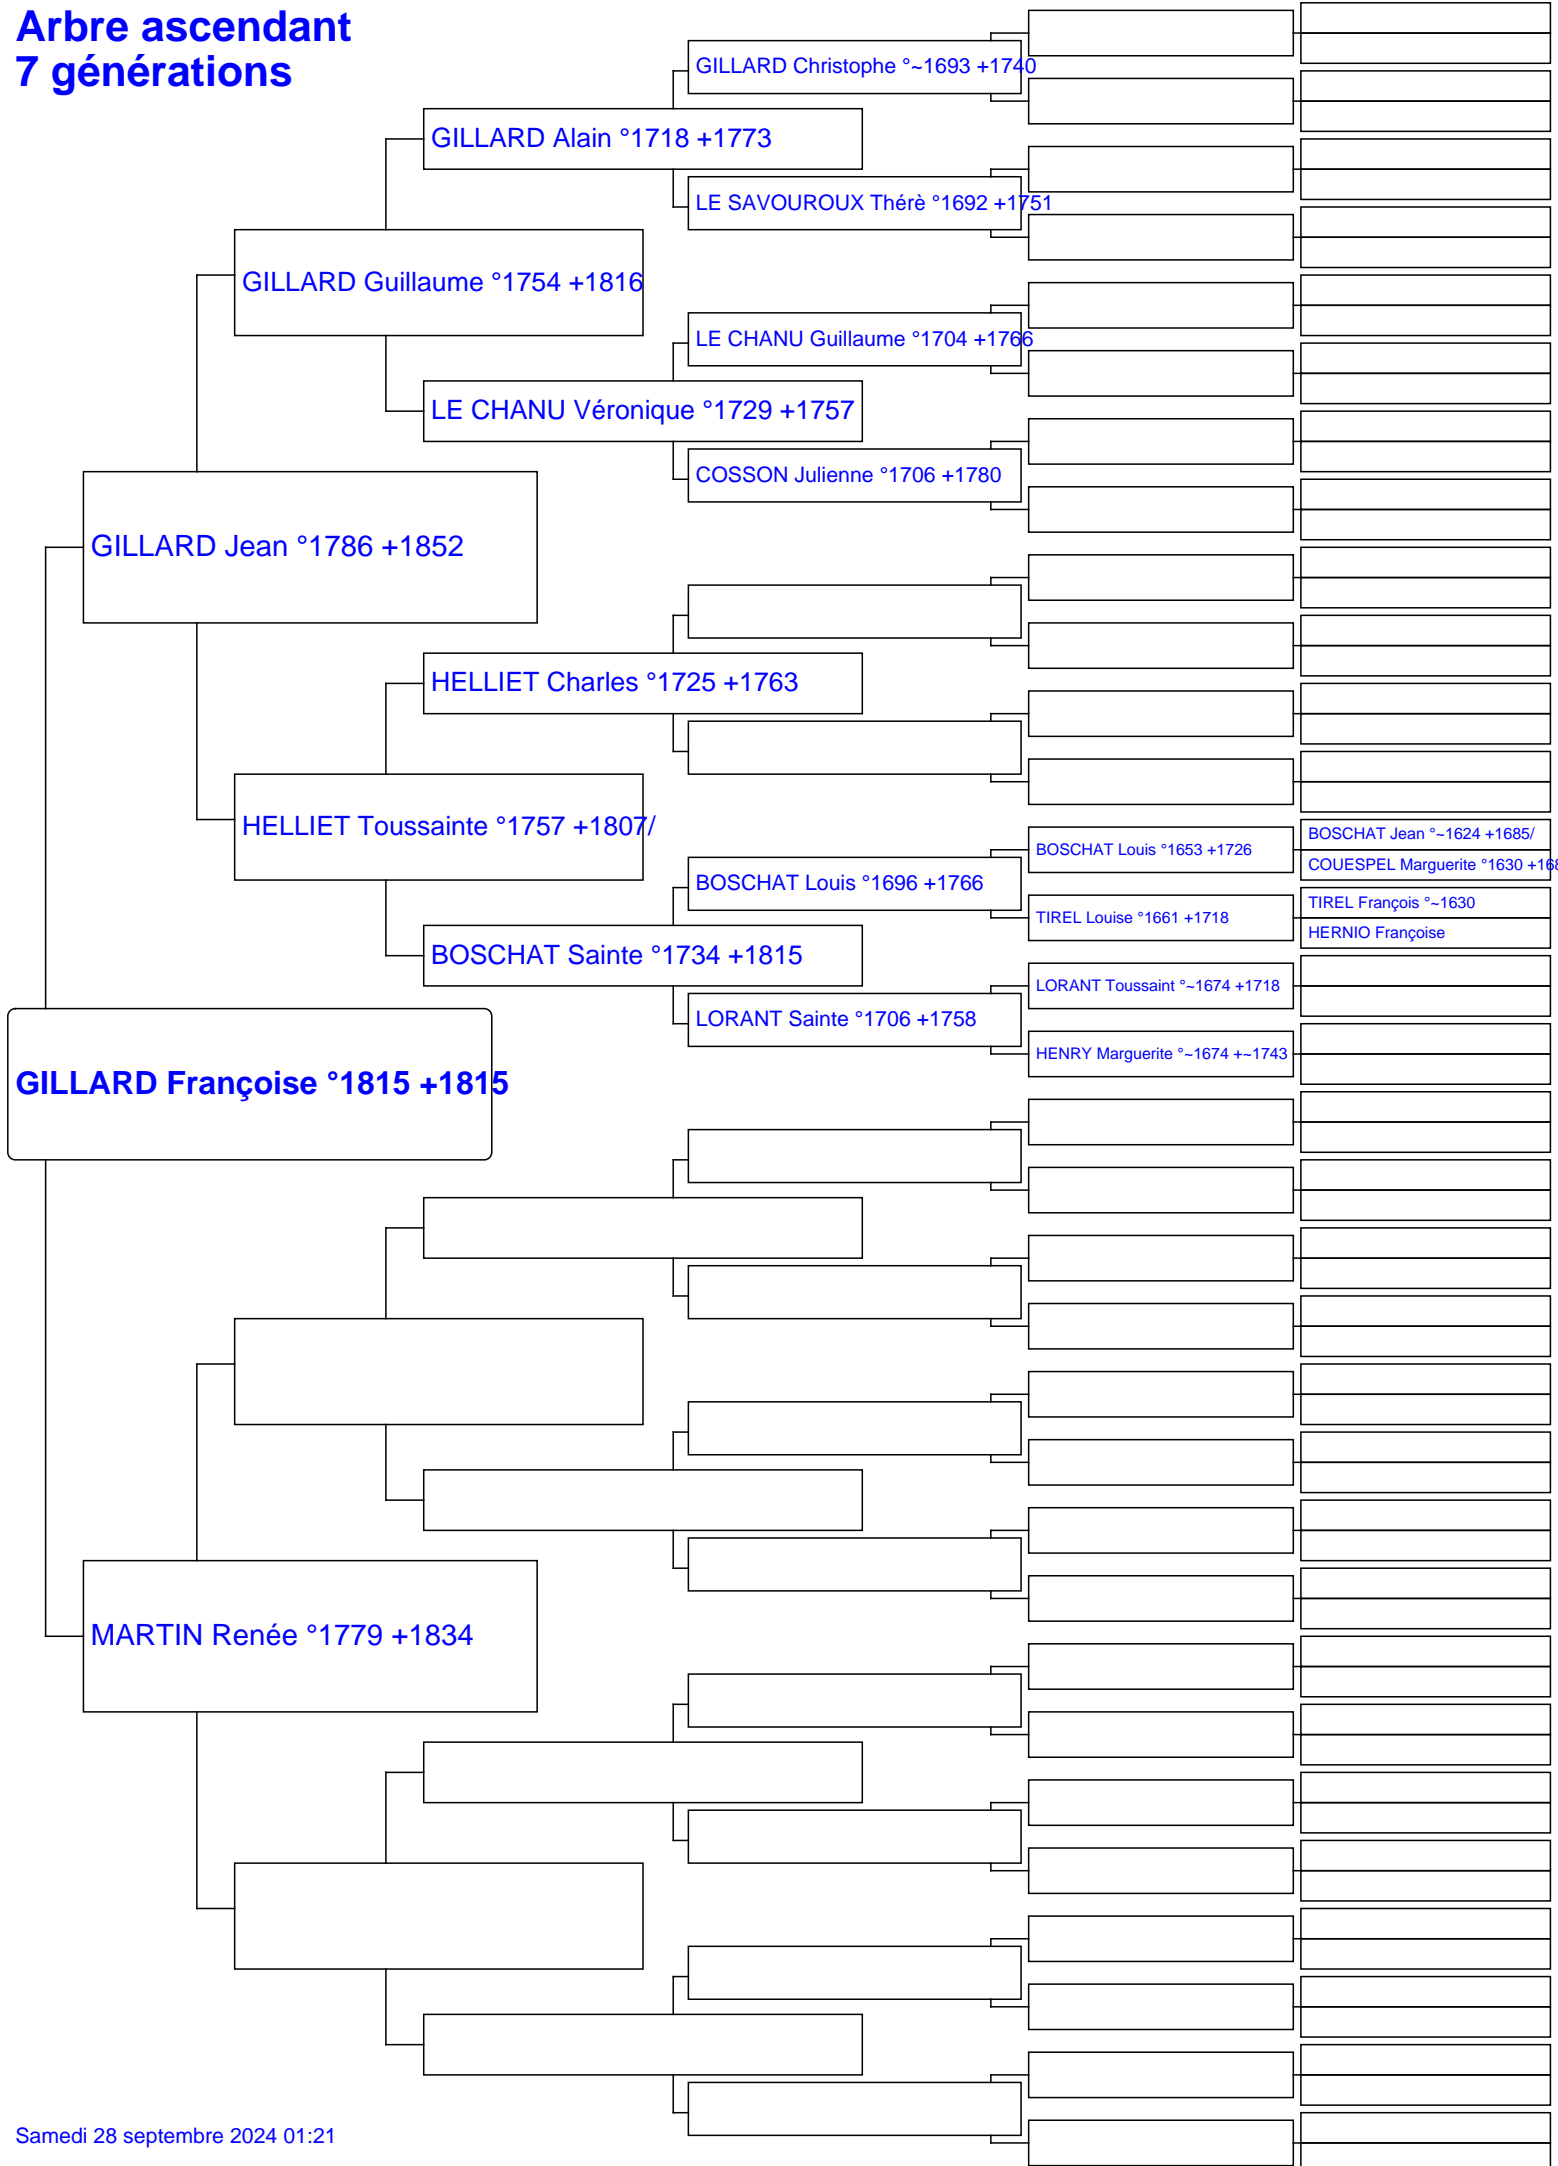 Arbre ascendant
7 générations
GILLARD Christophe °~1693 +1740
GILLARD Alain °1718 +1773
LE SAVOUROUX Thérè °1692 +1751
GILLARD Guillaume °1754 +1816
LE CHANU Guillaume °1704 +1766
LE CHANU Véronique °1729 +1757
COSSON Julienne °1706 +1780
GILLARD Jean °1786 +1852
HELLIET Charles °1725 +1763
HELLIET Toussainte °1757 +1807/
BOSCHAT Jean °~1624 +1685/
BOSCHAT Louis °1653 +1726
COUESPEL Marguerite °1630 +168
BOSCHAT Louis °1696 +1766
TIREL François °~1630
TIREL Louise °1661 +1718
HERNIO Françoise
BOSCHAT Sainte °1734 +1815
LORANT Toussaint °~1674 +1718
LORANT Sainte °1706 +1758
HENRY Marguerite °~1674 +~1743
GILLARD Françoise °1815 +1815
MARTIN Renée °1779 +1834
Samedi 28 septembre 2024 01:21